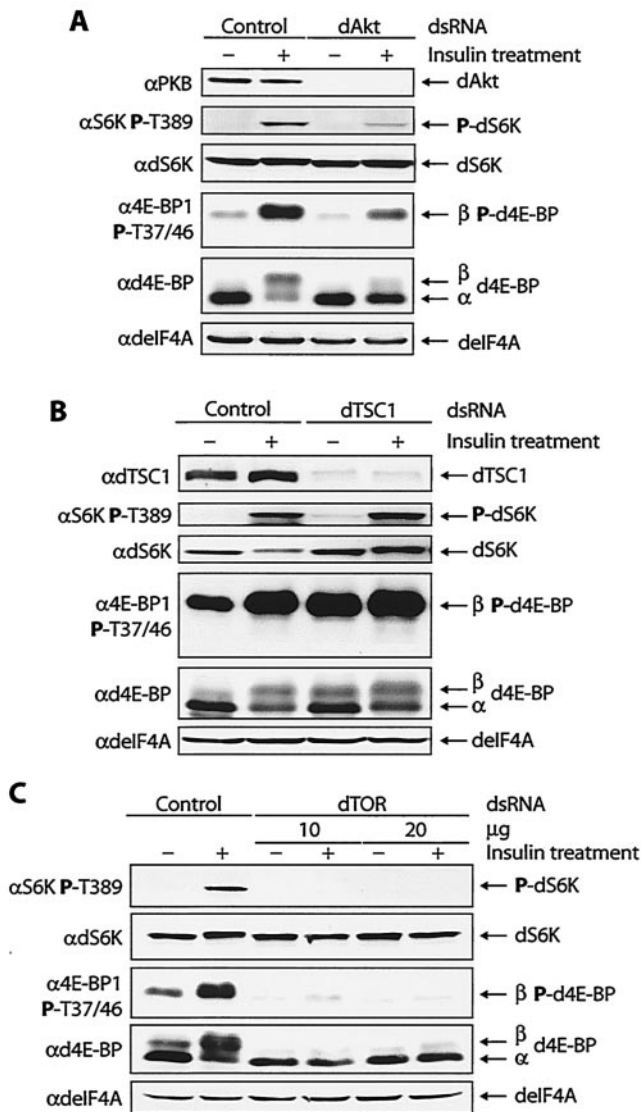 A
Control dAkt dsRNA
− + − + Insulin treatment
αPKB dAkt
αS6K P-T389 P-dS6K
αdS6K dS6K
α4E-BP1 β P-d4E-BP
P-T37/46
αd4E-BP β d4E-BP
α
αdeIF4A deIF4A
B
Control dTSC1 dsRNA
− + − + Insulin treatment
αdTSC1 dTSC1
αS6K P-T389 P-dS6K
αdS6K dS6K
α4E-BP1 β P-d4E-BP
P-T37/46
αd4E-BP β d4E-BP
α
αdeIF4A deIF4A
C
Control dTOR dsRNA
10 20 μg
− + − + − + Insulin treatment
αS6K P-T389 P-dS6K
αdS6K dS6K
α4E-BP1 β P-d4E-BP
P-T37/46
αd4E-BP β d4E-BP
α
αdeIF4A deIF4A